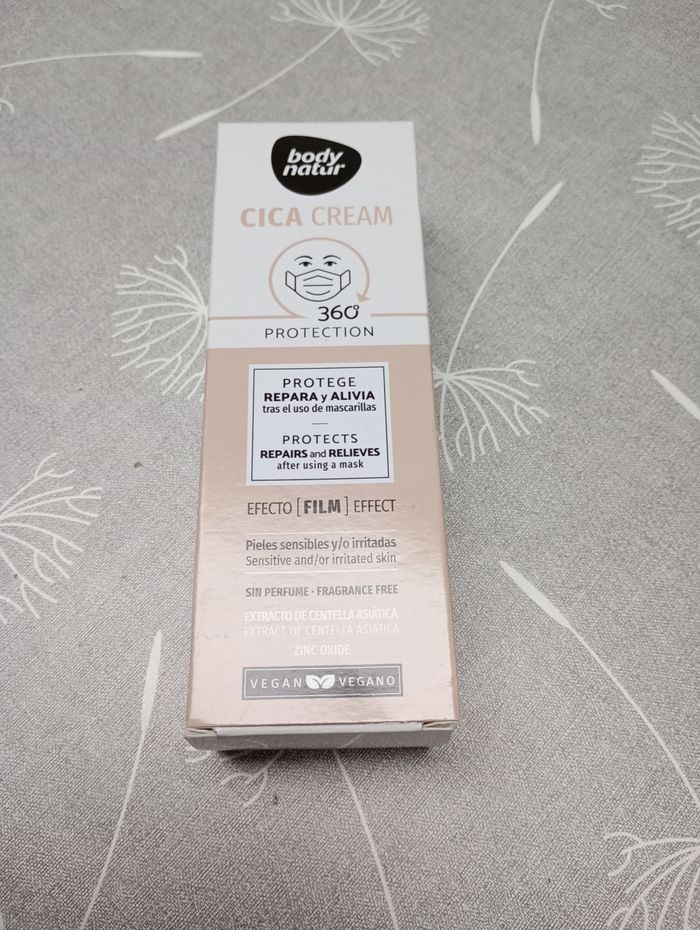 body
natur
CICA CREAM
360°
PROTECTION
PROTEGE
REPARA y ALIVIA
tras el uso de mascarillas
PROTECTS
REPAIRS and RELIEVES
after using a mask
EFECTO [FILM] EFFECT
Pieles sensibles y/o irritadas
Sensitive and/or irritated skin
SIN PERFUME · FRAGRANCE FREE
EXTRACTO DE CENTELLA ASIÁTICA
EXTRACT OF CENTELLA ASIATICA
ZINC OXIDE
VEGAN VEGANO